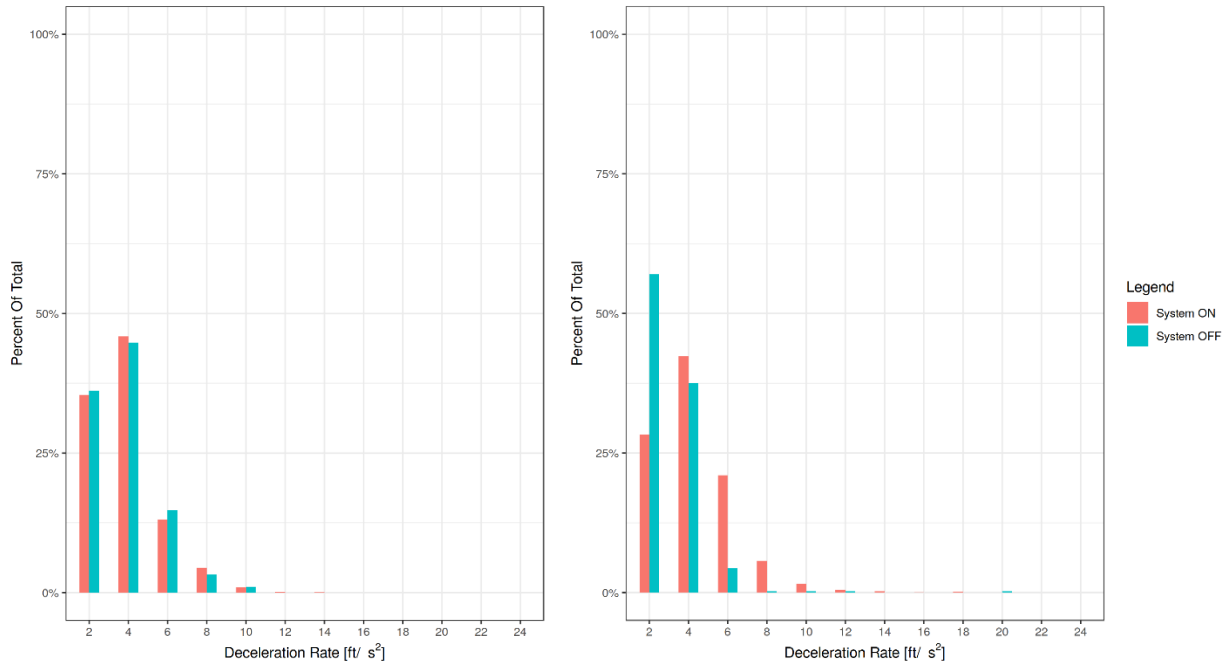 100%
75%
50%
25%
0%
Percent Of Total
2 4 6 8 10 12 14 16 18 20 22 24
Deceleration Rate [ft/ s²]
100%
75%
50%
25%
0%
Percent Of Total
2 4 6 8 10 12 14 16 18 20 22 24
Deceleration Rate [ft/ s²]
Legend
System ON
System OFF